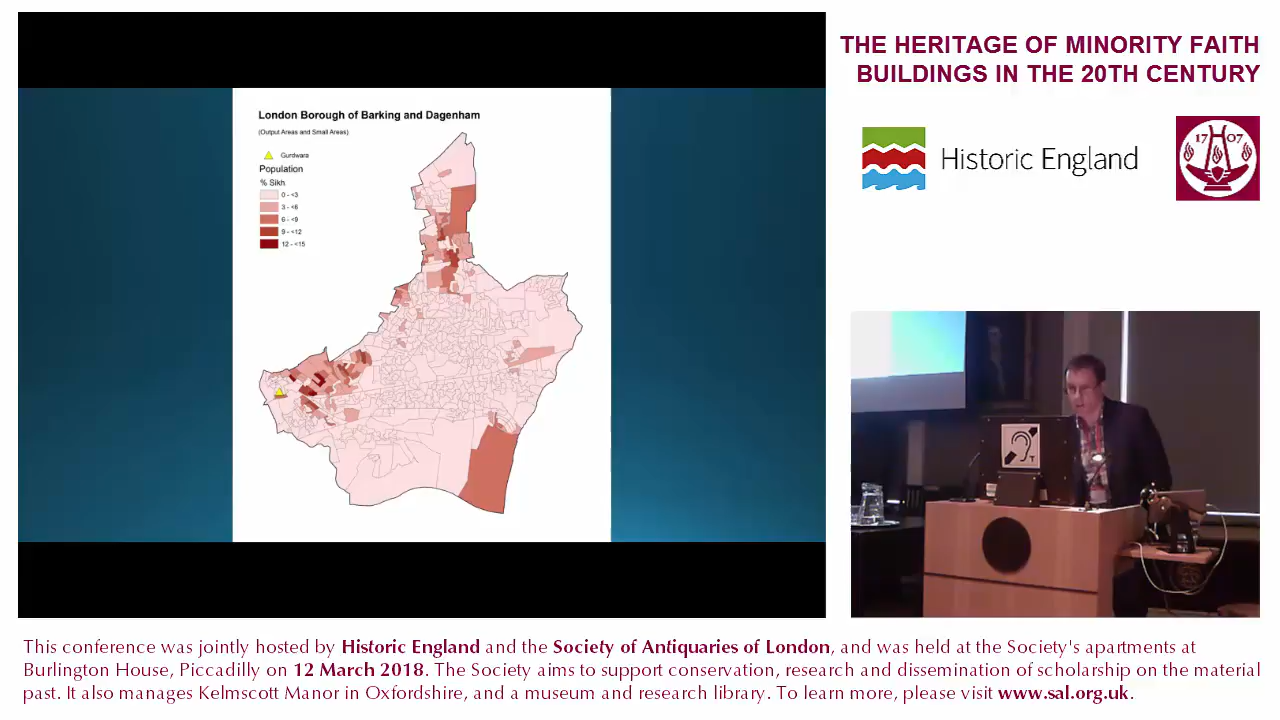 THE HERITAGE OF MINORITY FAITH
BUILDINGS IN THE 20TH CENTURY
Historic England
17 07
London Borough of Barking and Dagenham
(Output Areas and Small Areas)
Gurdwara
Population
% Sikh
0 - <3
3 - <6
6 - <9
9 - <12
12 - <15
T
This conference was jointly hosted by Historic England and the Society of Antiquaries of London, and was held at the Society's apartments at
Burlington House, Piccadilly on 12 March 2018. The Society aims to support conservation, research and dissemination of scholarship on the material
past. It also manages Kelmscott Manor in Oxfordshire, and a museum and research library. To learn more, please visit www.sal.org.uk.